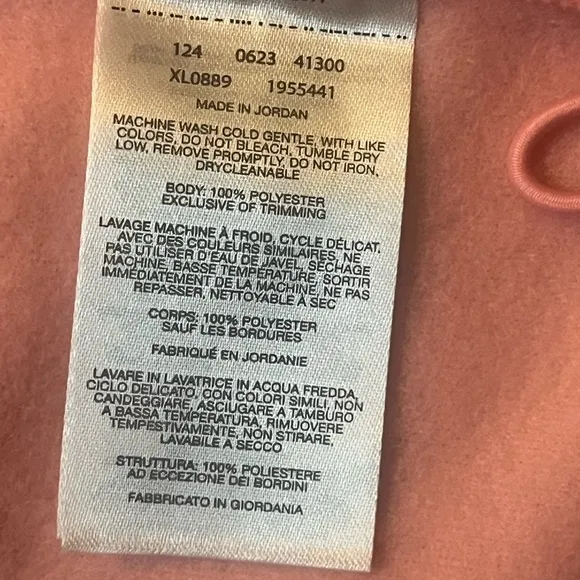 124 0623 41300
XL0889 1955441
MADE IN JORDAN
MACHINE WASH COLD GENTLE, WITH LIKE
COLORS, DO NOT BLEACH, TUMBLE DRY
LOW, REMOVE PROMPTLY, DO NOT IRON,
DRYCLEANABLE
BODY: 100% POLYESTER
EXCLUSIVE OF TRIMMING
LAVAGE MACHINE À FROID, CYCLE DÉLICAT,
AVEC DES COULEURS SIMILAIRES, NE
PAS UTILISER D'EAU DE JAVEL, SÉCHAGE
MACHINE, BASSE TEMPÉRATURE, SORTIR
IMMÉDIATEMENT DE LA MACHINE, NE PAS
REPASSER, NETTOYABLE À SEC
CORPS: 100% POLYESTER
SAUF LES BORDURES
FABRIQUÉ EN JORDANIE
LAVARE IN LAVATRICE IN ACQUA FREDDA,
CICLO DELICATO, CON COLORI SIMILI, NON
CANDEGGIARE, ASCIUGARE A TAMBURO
A BASSA TEMPERATURA, RIMUOVERE
TEMPESTIVAMENTE, NON STIRARE,
LAVABILE A SECCO
STRUTTURA: 100% POLIESTERE
AD ECCEZIONE DEI BORDINI
FABBRICATO IN GIORDANIA